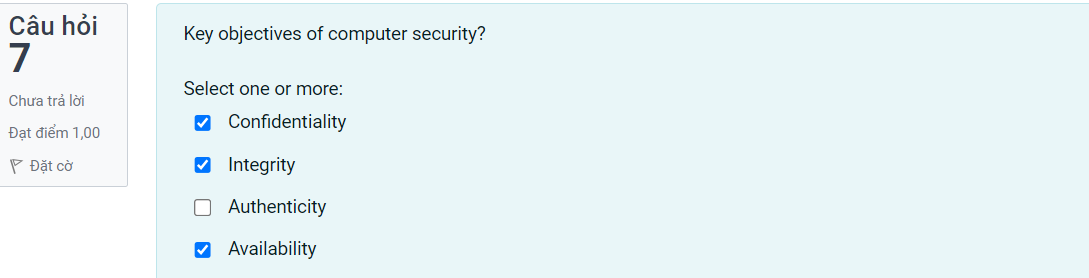 Câu hỏi
7
Chưa trả lời
Đạt điểm 1,00
Đặt cờ
Key objectives of computer security?
Select one or more:
Confidentiality
Integrity
Authenticity
Availability